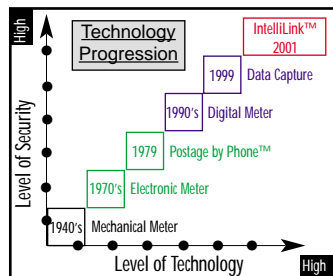 High
Technology
Progression
IntelliLink™
2001
1999
Data Capture
1990's
Digital Meter
1979
Postage by Phone™
1970's
Electronic Meter
1940's
Mechanical Meter
Level of Security
Level of Technology
High